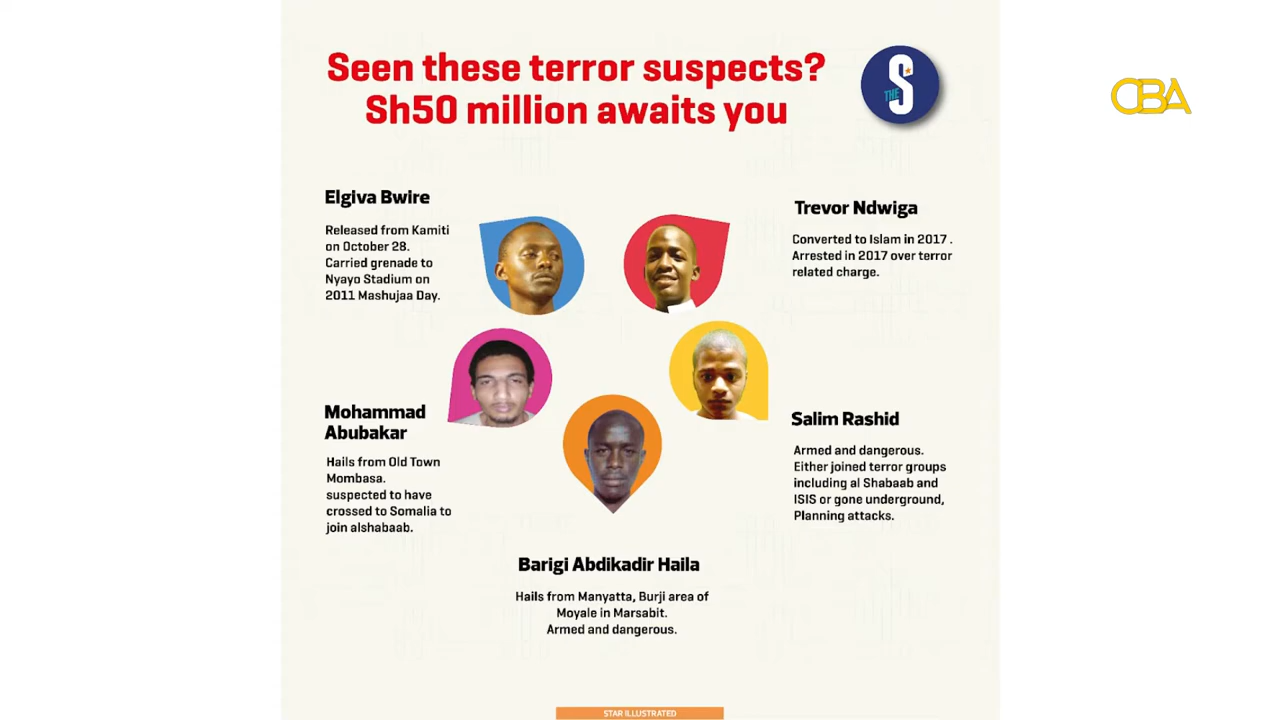 Seen these terror suspects?
Sh50 million awaits you
THE S
CBA
Elgiva Bwire
Released from Kamiti
on October 28.
Carried grenade to
Nyayo Stadium on
2011 Mashujaa Day.
Trevor Ndwiga
Converted to Islam in 2017 .
Arrested in 2017 over terror
related charge.
Mohammad
Abubakar
Hails from Old Town
Mombasa.
suspected to have
crossed to Somalia to
join alshabaab.
Salim Rashid
Armed and dangerous.
Either joined terror groups
including al Shabaab and
ISIS or gone underground,
Planning attacks.
Barigi Abdikadir Haila
Hails from Manyatta, Burji area of
Moyale in Marsabit.
Armed and dangerous.
STAR ILLUSTRATED